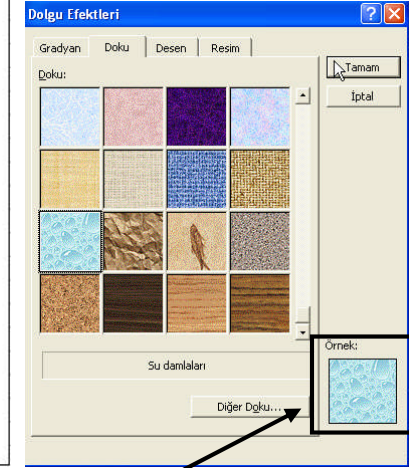 Dolgu Efektleri
Gradyan Doku Desen Resim
Doku:
Tamam
İptal
Su damlaları
Örnek:
Diğer Doku...